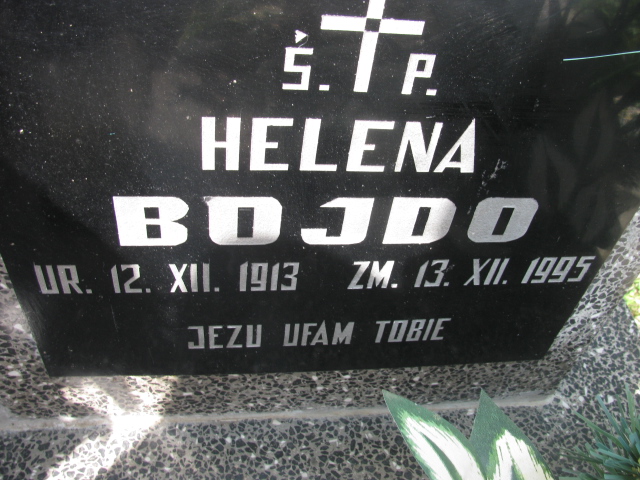 Ś. P.
HELENA
BOJDO
UR. 12. XII. 1913 ZM. 13. XII. 1995
JEZU UFAM TOBIE